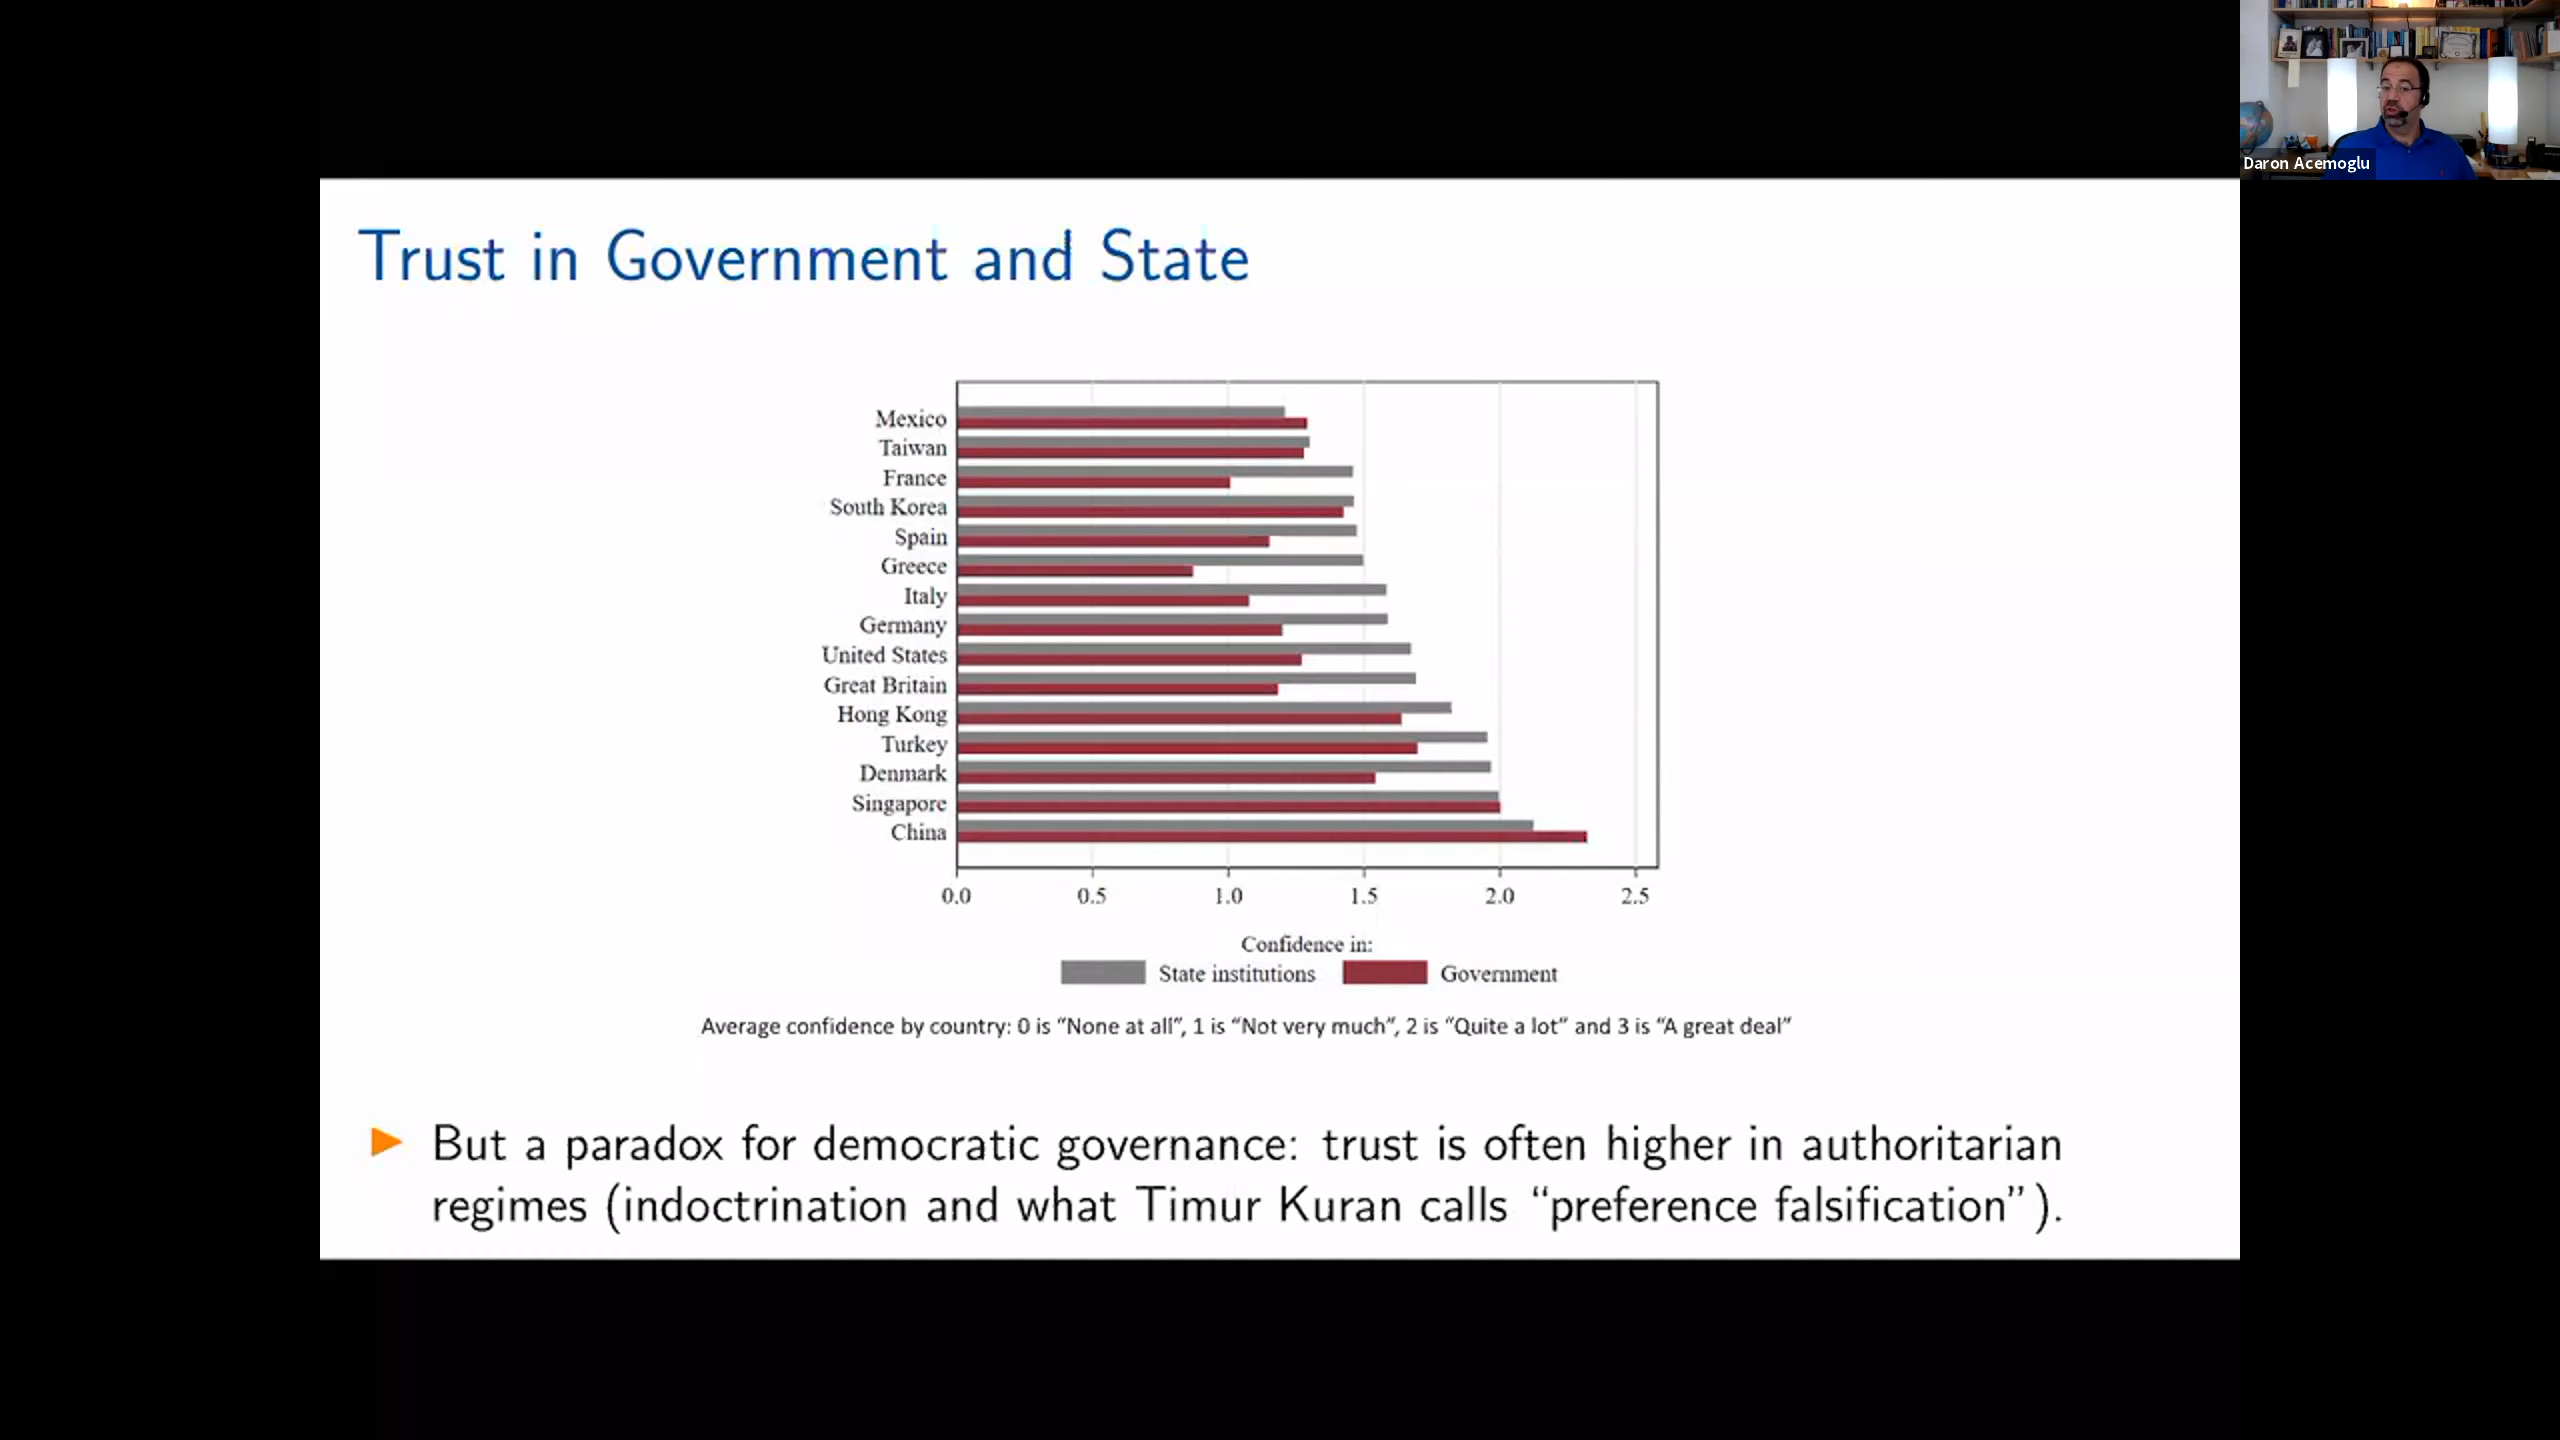 Daron Acemoglu
Trust in Government and State
Mexico
Taiwan
France
South Korea
Spain
Greece
Italy
Germany
United States
Great Britain
Hong Kong
Turkey
Denmark
Singapore
China
0.0 0.5 1.0 1.5 2.0 2.5
Confidence in:
State institutions Government
Average confidence by country: 0 is “None at all”, 1 is “Not very much”, 2 is “Quite a lot” and 3 is “A great deal”
But a paradox for democratic governance: trust is often higher in authoritarian
regimes (indoctrination and what Timur Kuran calls “preference falsification”).